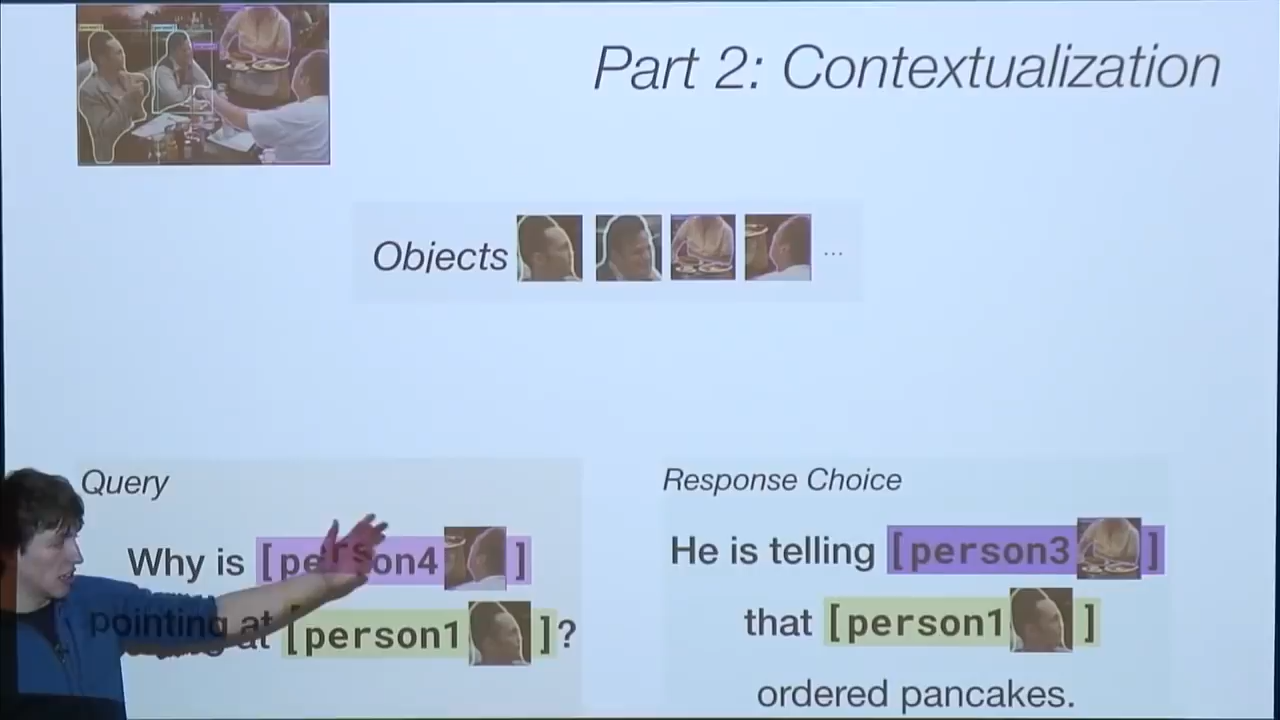 Part 2: Contextualization
Objects ...
Query
Why is [person4 ]
pointing at [person1 ]?
Response Choice
He is telling [person3 ]
that [person1 ]
ordered pancakes.